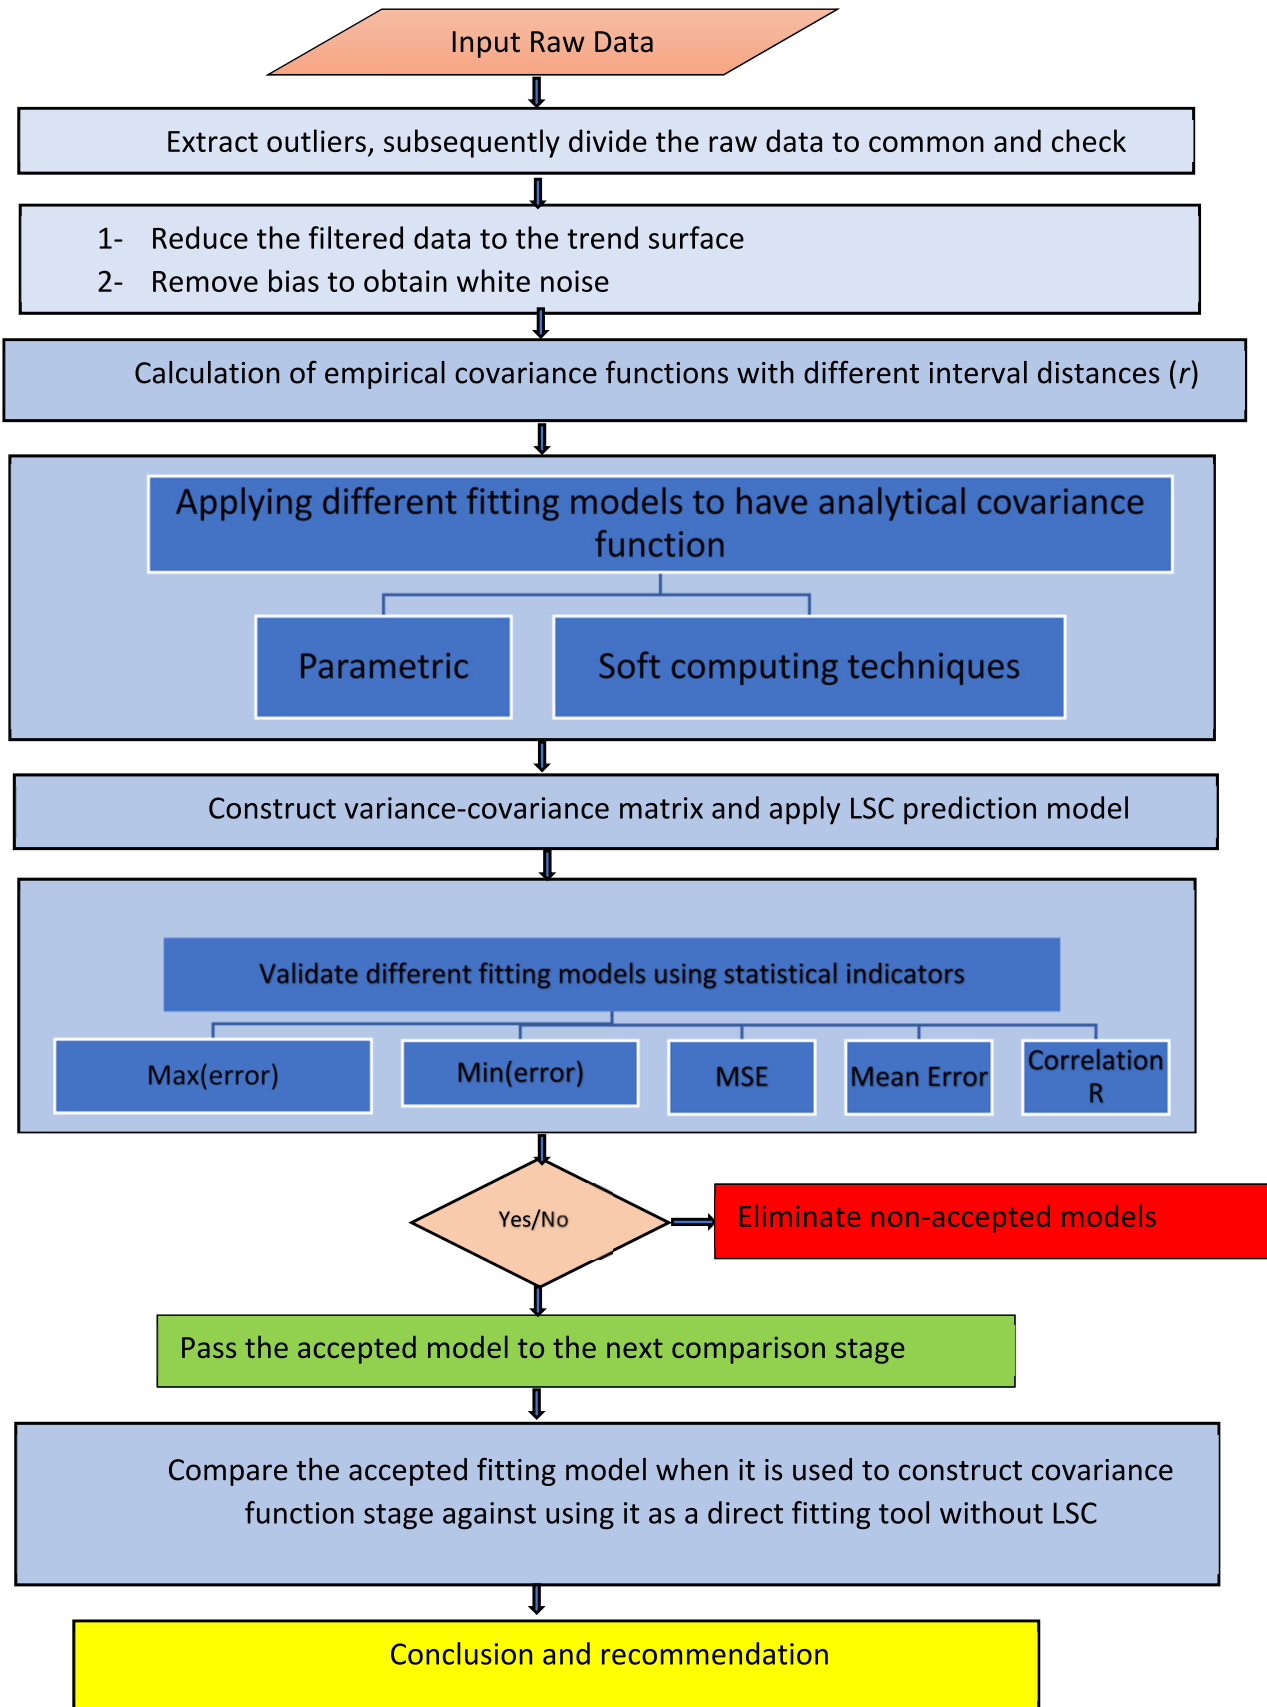 Input Raw Data
Extract outliers, subsequently divide the raw data to common and check
1- Reduce the filtered data to the trend surface
2- Remove bias to obtain white noise
Calculation of empirical covariance functions with different interval distances (r)
Applying different fitting models to have analytical covariance
function
Parametric
Soft computing techniques
Construct variance-covariance matrix and apply LSC prediction model
Validate different fitting models using statistical indicators
Max(error)
Min(error)
MSE
Mean Error
Correlation
R
Yes/No
Eliminate non-accepted models
Pass the accepted model to the next comparison stage
Compare the accepted fitting model when it is used to construct covariance
function stage against using it as a direct fitting tool without LSC
Conclusion and recommendation